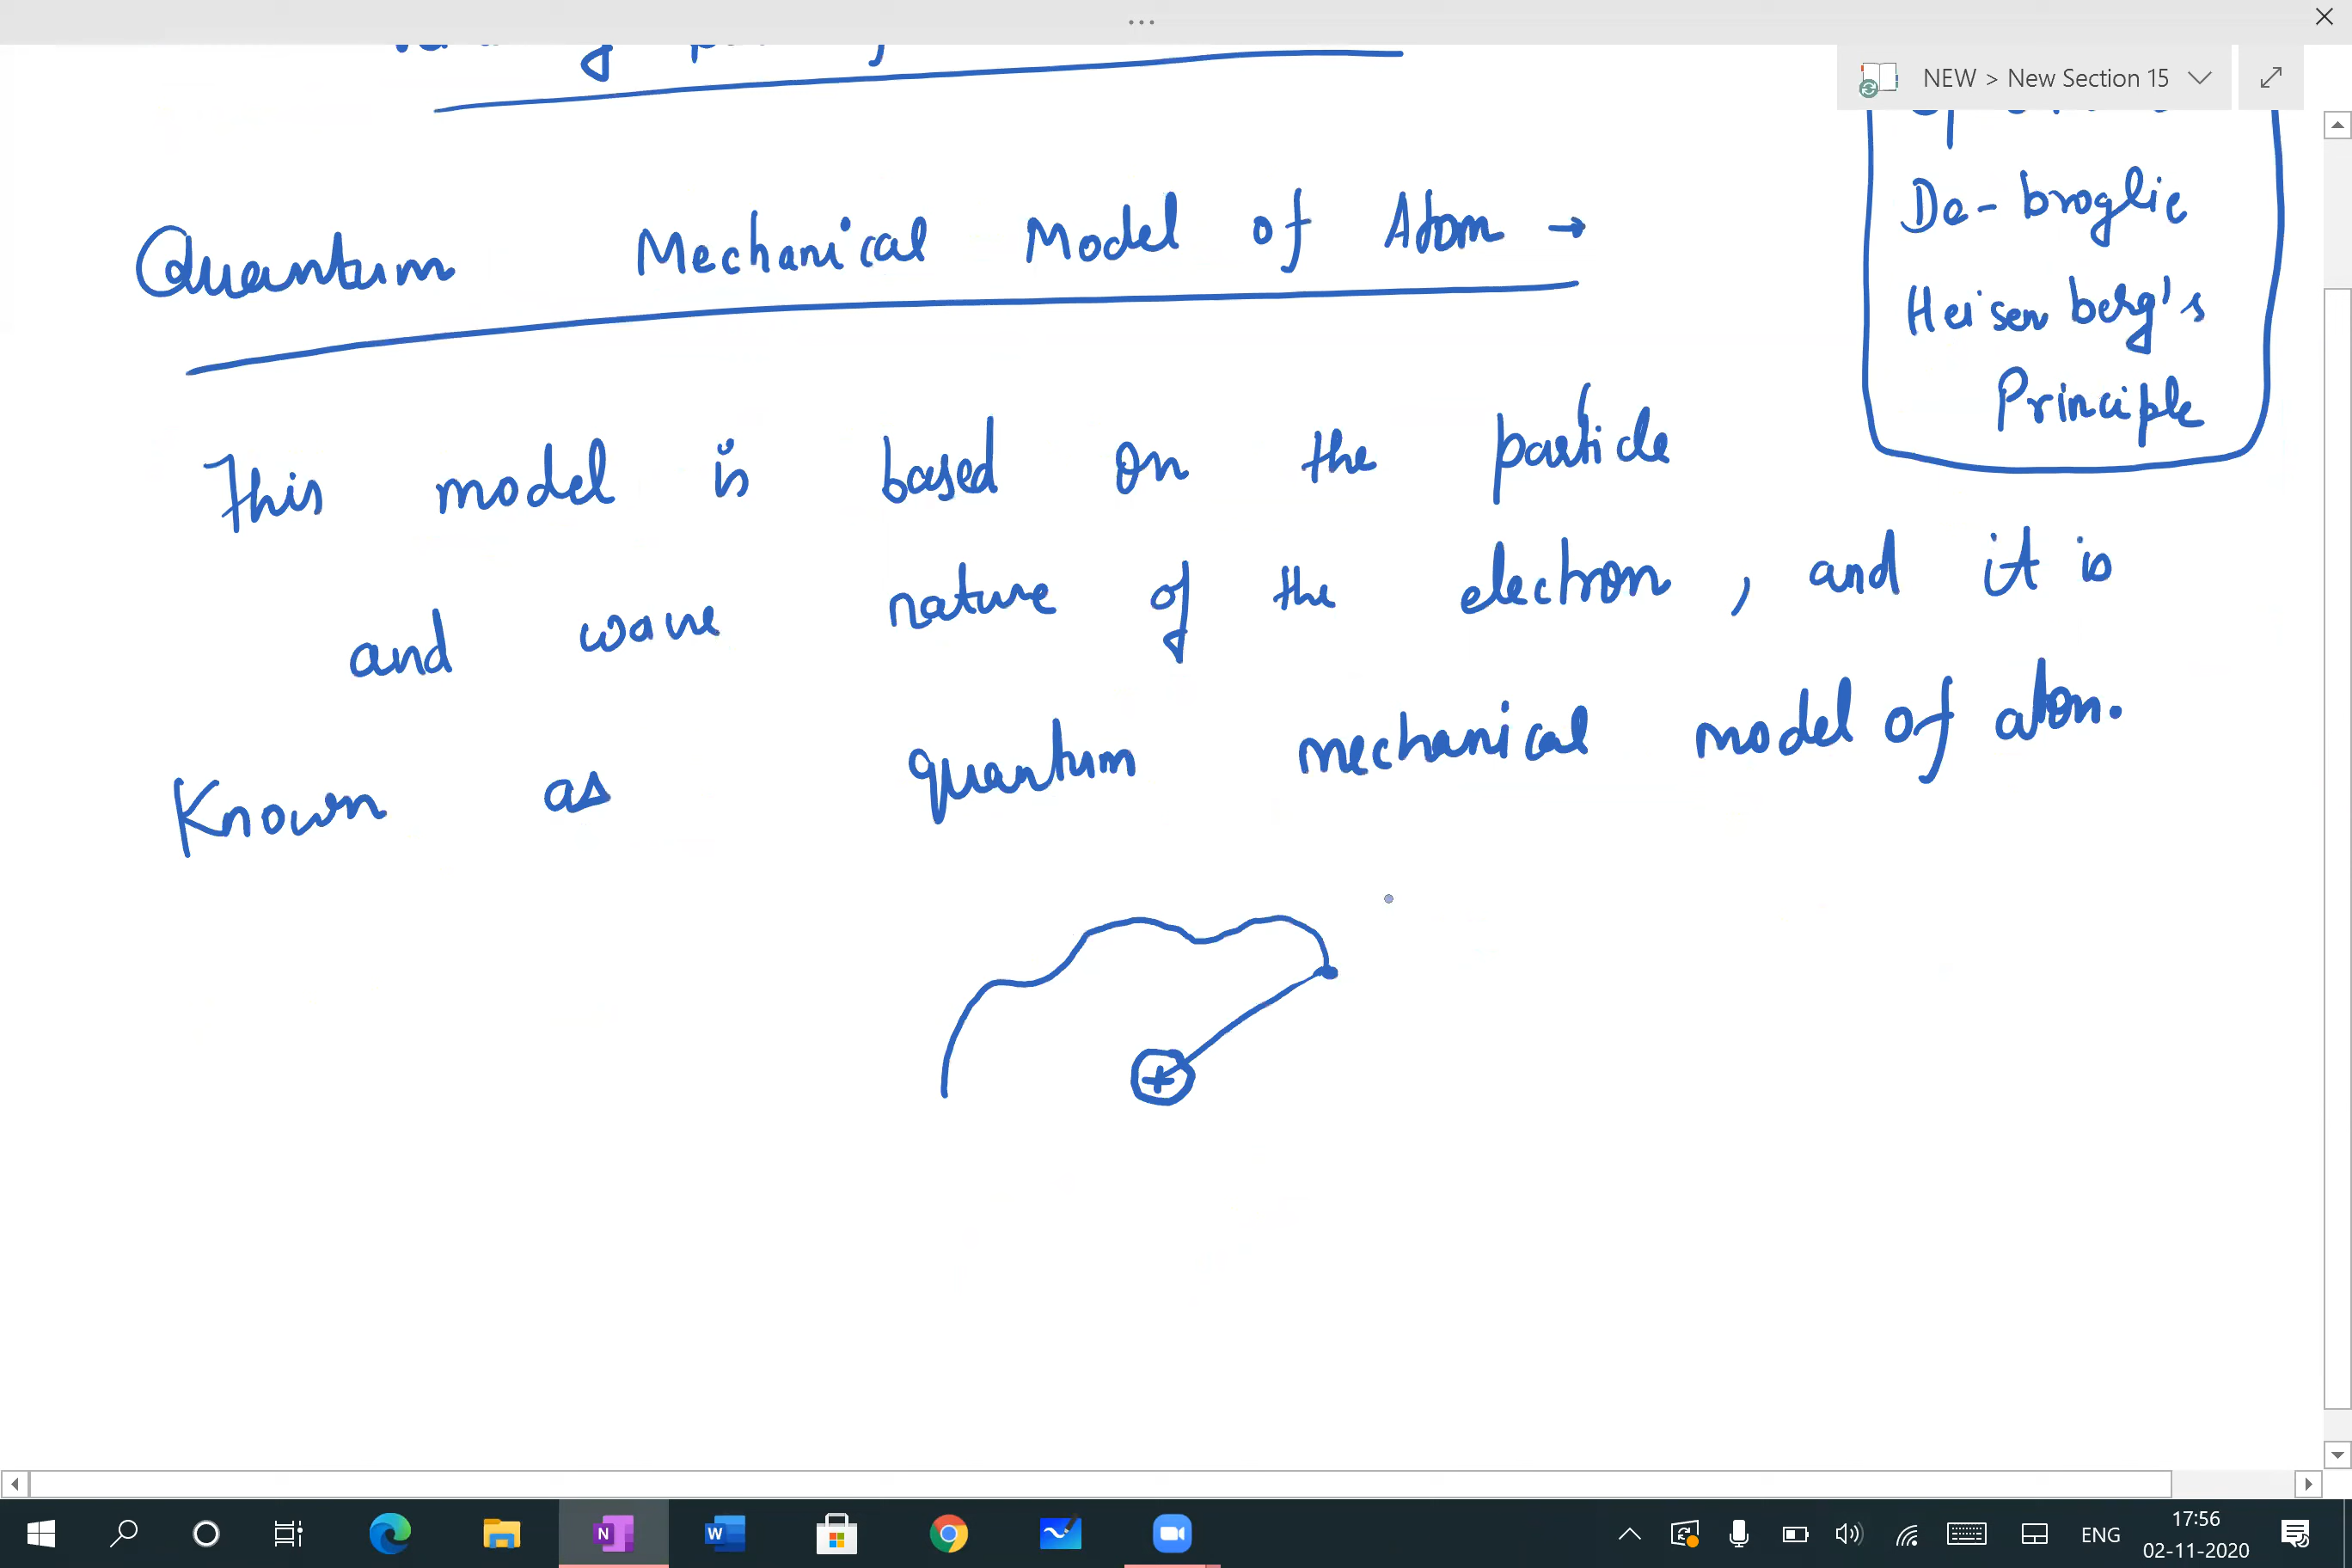 NEW > New Section 15
De-broglie
Heisenberg's
Principle
Quantum Mechanical Model of Atom →
This model is based on the particle
and wave nature of the electron, and it is
Known as quantum mechanical model of atom.
+
ENG
17:56
02-11-2020